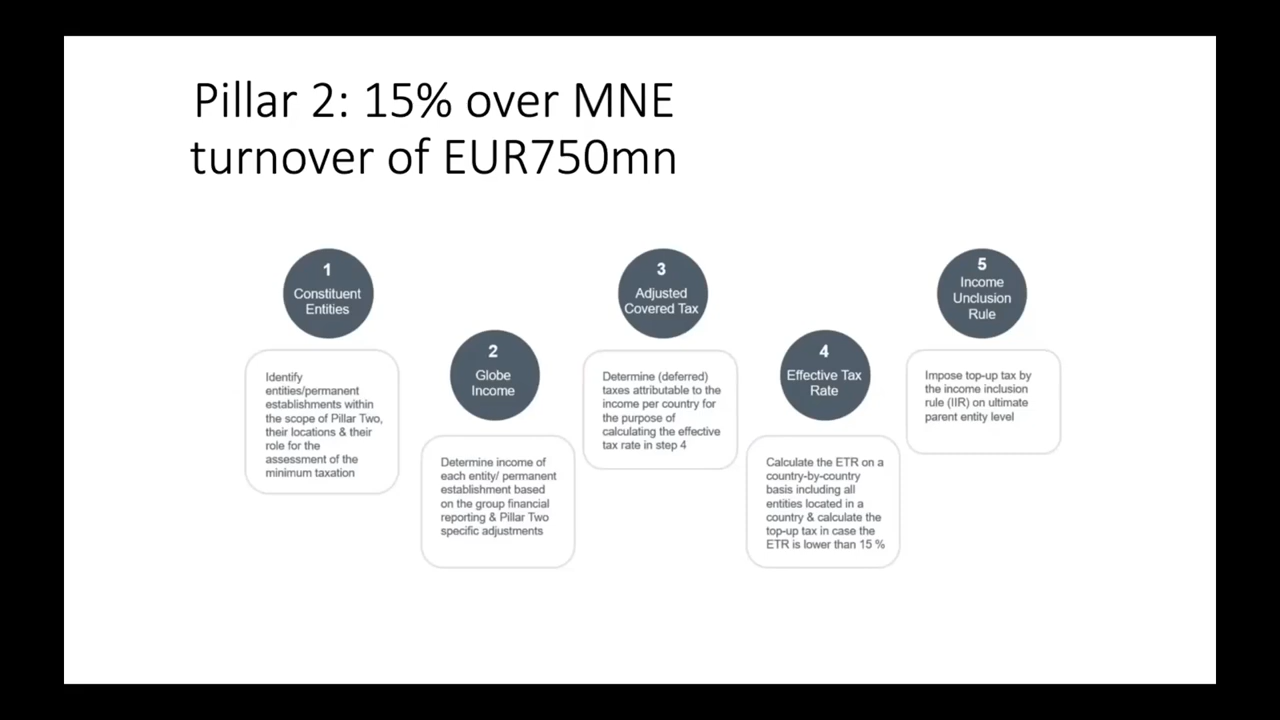 Pillar 2: 15% over MNE
turnover of EUR750mn
1
Constituent
Entities
Identify
entities/permanent
establishments within
the scope of Pillar Two,
their locations & their
role for the
assessment of the
minimum taxation
2
Globe
Income
Determine income of
each entity/ permanent
establishment based
on the group financial
reporting & Pillar Two
specific adjustments
3
Adjusted
Covered Tax
Determine (deferred)
taxes attributable to the
income per country for
the purpose of
calculating the effective
tax rate in step 4
4
Effective Tax
Rate
Calculate the ETR on a
country-by-country
basis including all
entities located in a
country & calculate the
top-up tax in case the
ETR is lower than 15 %
5
Income
Unclusion
Rule
Impose top-up tax by
the income inclusion
rule (IIR) on ultimate
parent entity level